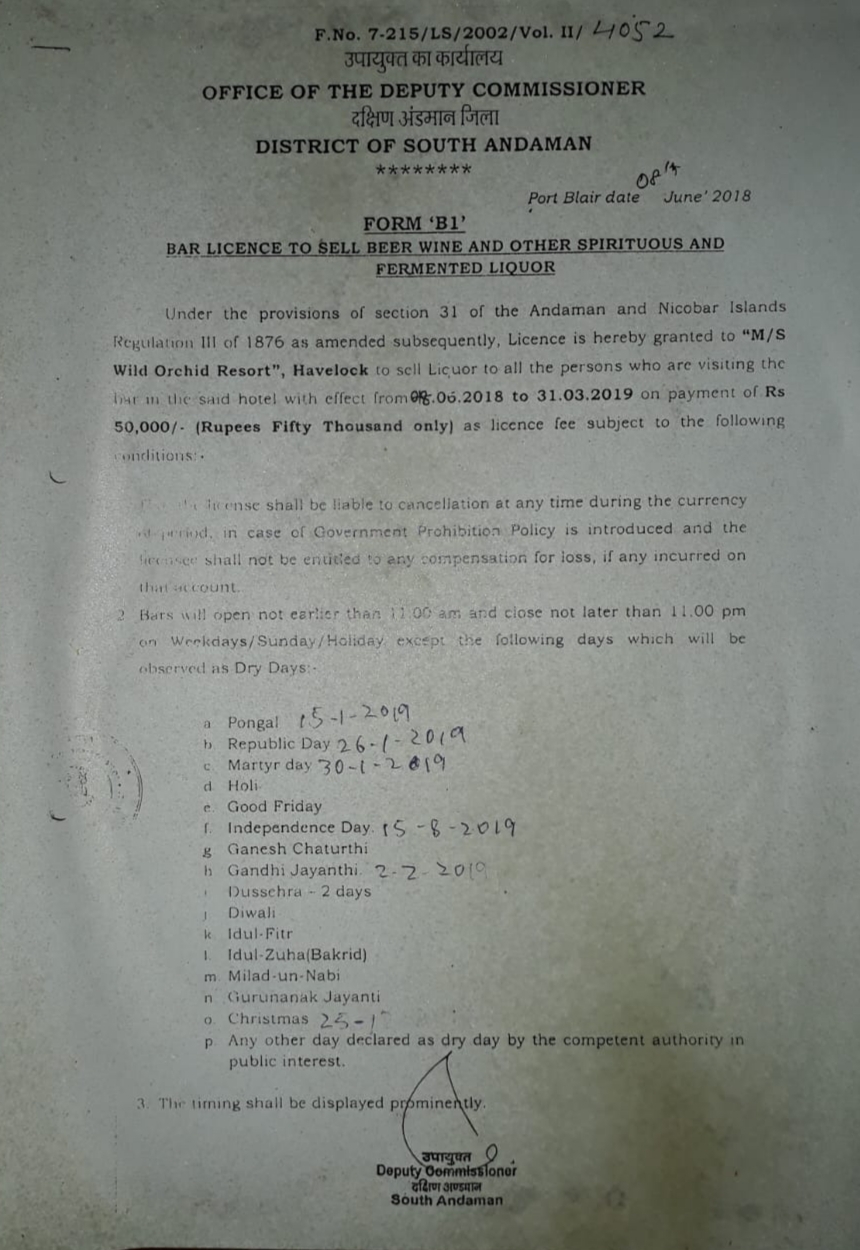 F.No. 7-215/LS/2002/Vol. II/ 4052
उपायुक्त का कार्यालय
OFFICE OF THE DEPUTY COMMISSIONER
दक्षिण अंडमान जिला
DISTRICT OF SOUTH ANDAMAN
********
Port Blair date 08th June' 2018
FORM 'B1'
BAR LICENCE TO SELL BEER WINE AND OTHER SPIRITUOUS AND
FERMENTED LIQUOR
Under the provisions of section 31 of the Andaman and Nicobar Islands
Regulation III of 1876 as amended subsequently, Licence is hereby granted to "M/S
Wild Orchid Resort", Havelock to sell Liquor to all the persons who are visiting the
bar in the said hotel with effect from 08.06.2018 to 31.03.2019 on payment of Rs
50,000/- (Rupees Fifty Thousand only) as licence fee subject to the following
conditions:-
license shall be liable to cancellation at any time during the currency
of period, in case of Government Prohibition Policy is introduced and the
licensee shall not be entitled to any compensation for loss, if any incurred on
that account.
2. Bars will open not earlier than 11.00 am and close not later than 11.00 pm
on Weekdays/Sunday/Holiday except the following days which will be
observed as Dry Days:-
a Pongal 15-1-2019
b Republic Day 26-1-2019
c Martyr day 30-1-2019
d Holi
e. Good Friday
f. Independence Day. 15-8-2019
g Ganesh Chaturthi
h Gandhi Jayanthi. 2-2-2019
i Dusschra - 2 days
j Diwali
k Idul-Fitr
l. Idul-Zuha(Bakrid)
m Milad-un-Nabi
n Gurunanak Jayanti
o. Christmas 25-1
p. Any other day declared as dry day by the competent authority in
public interest.
3. The timing shall be displayed prominently.
उपायुक्त
Deputy Commissioner
दक्षिण अण्डमान
South Andaman